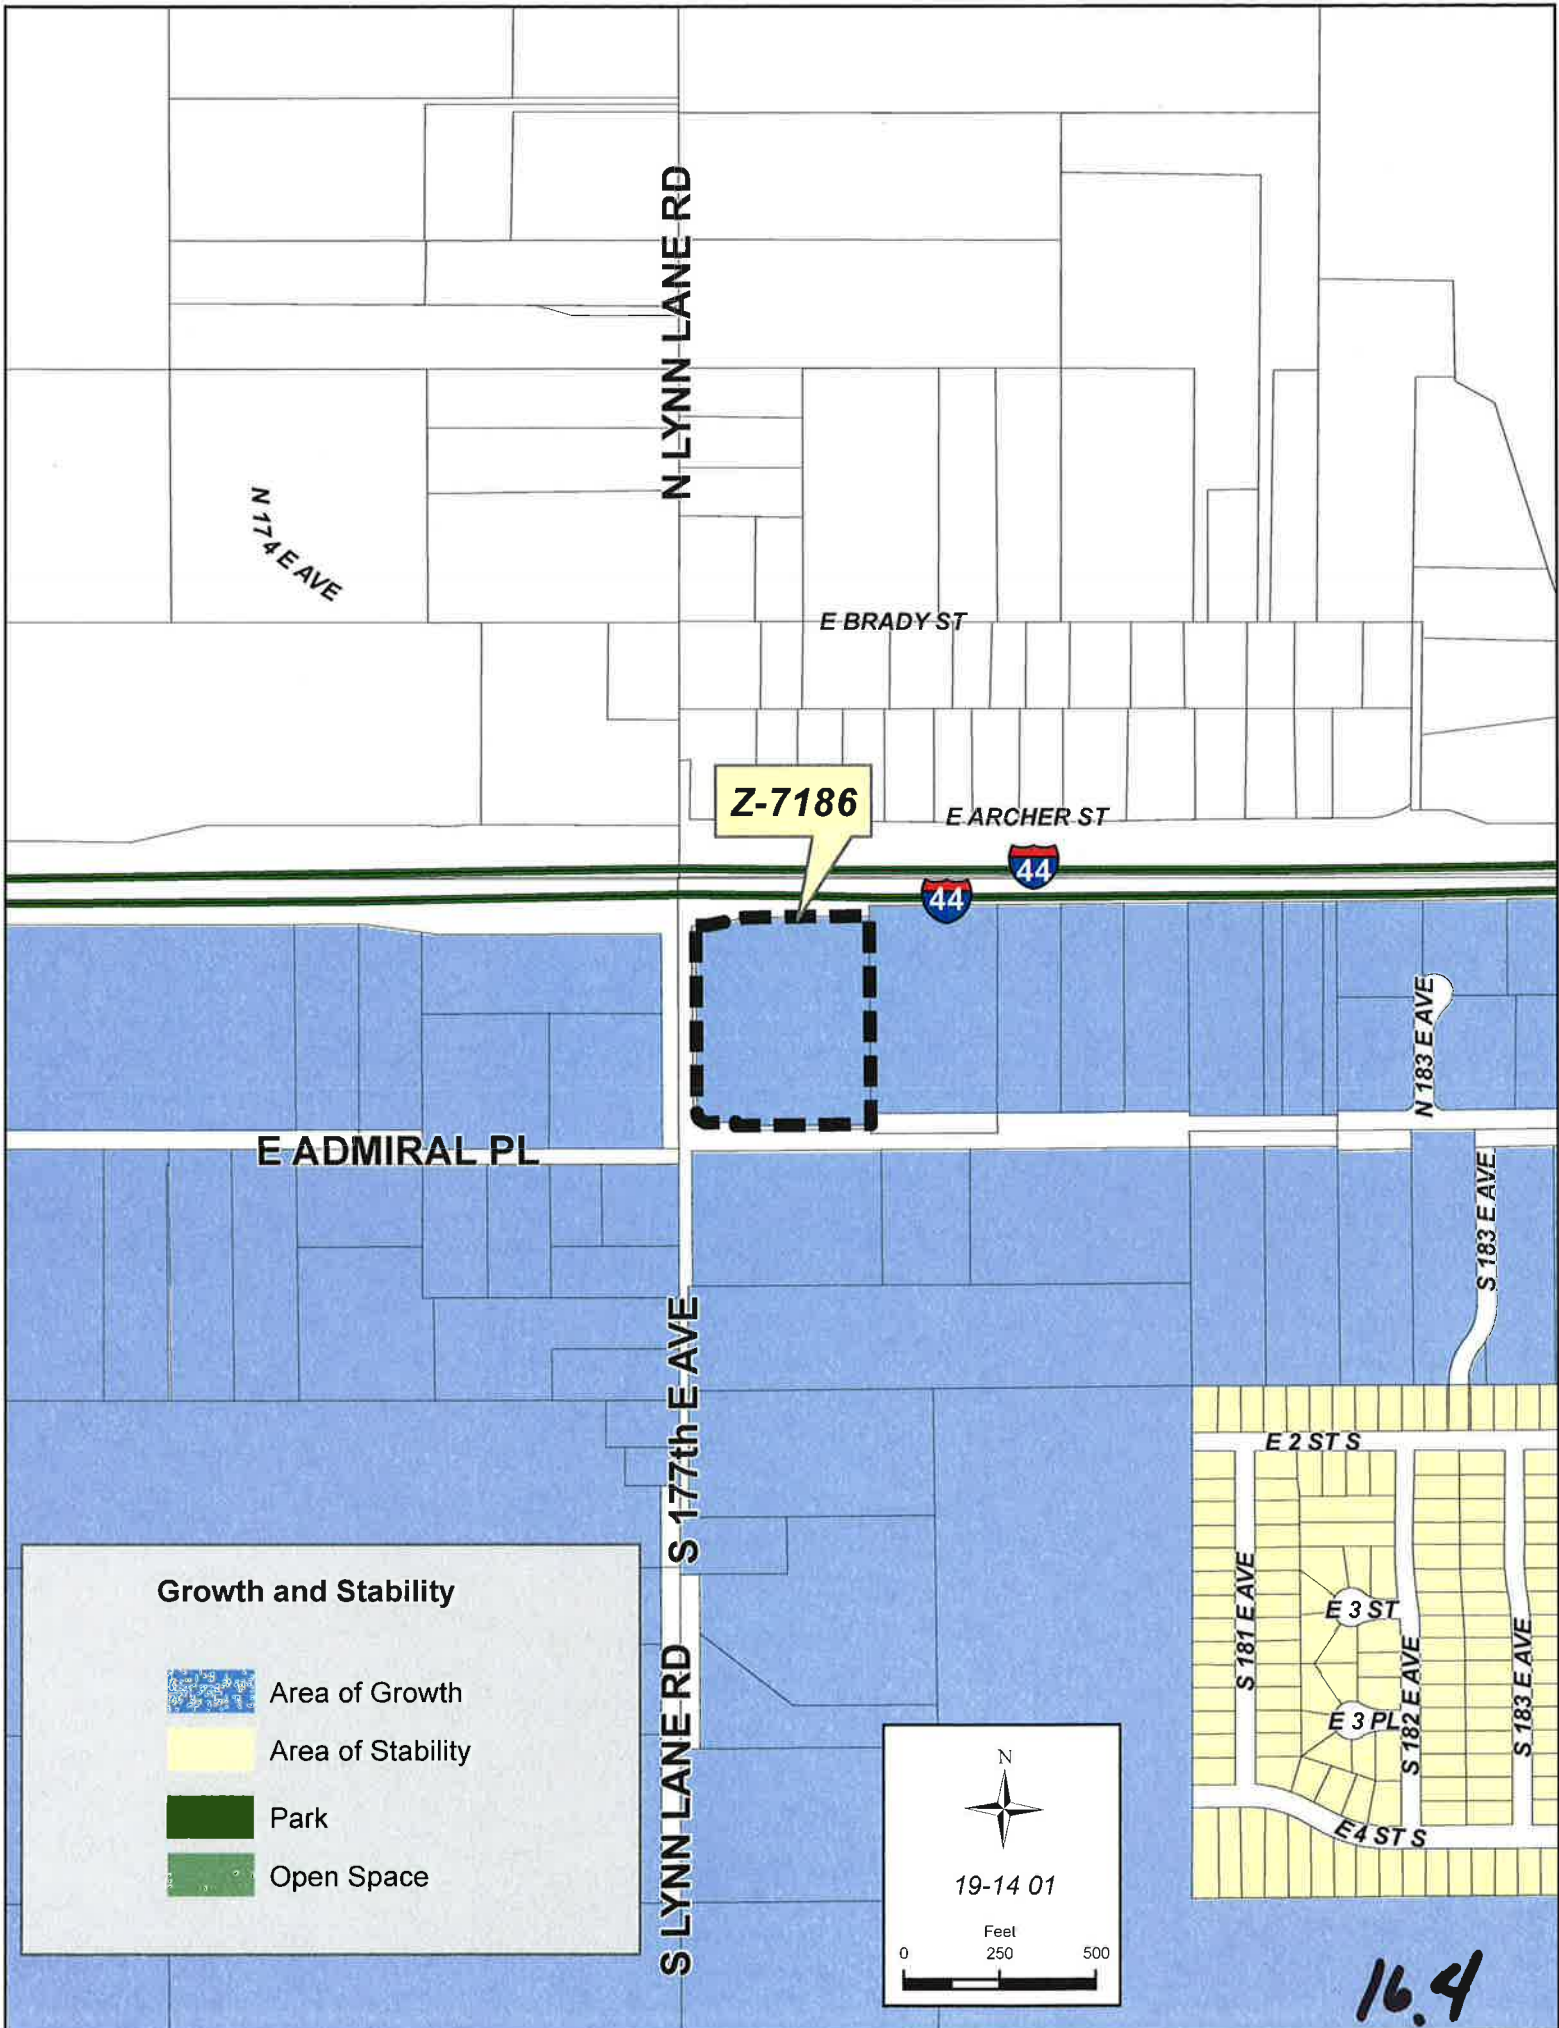 N LYNN LANE RD
N 174 E AVE
E BRADY ST
Z-7186
E ARCHER ST
44
44
N 183 E AVE
E ADMIRAL PL
S 183 E AVE
S 177th E AVE
E 2 ST S
Growth and Stability
Area of Growth
Area of Stability
Park
Open Space
S LYNN LANE RD
S 181 E AVE
E 3 ST
E 3 PL
S 182 E AVE
S 183 E AVE
E 4 ST S
N
19-14 01
Feet
0 250 500
16.4